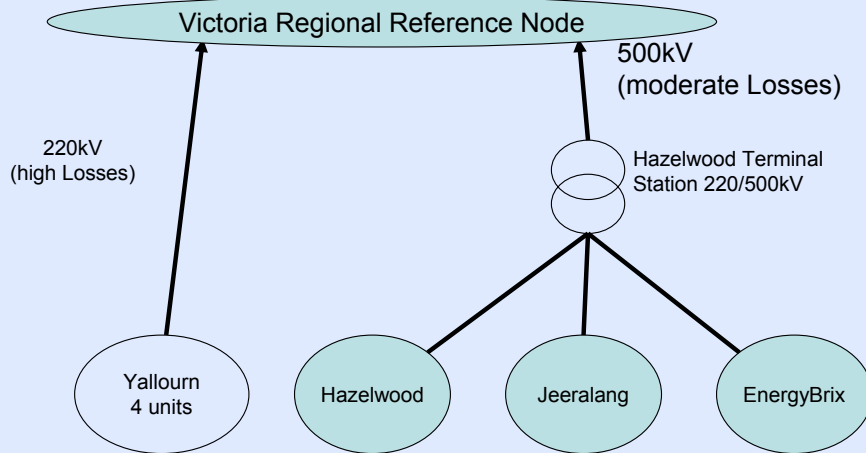 Victoria Regional Reference Node
500kV
(moderate Losses)
220kV
(high Losses)
Hazelwood Terminal
Station 220/500kV
Yallourn
4 units
Hazelwood
Jeeralang
EnergyBrix